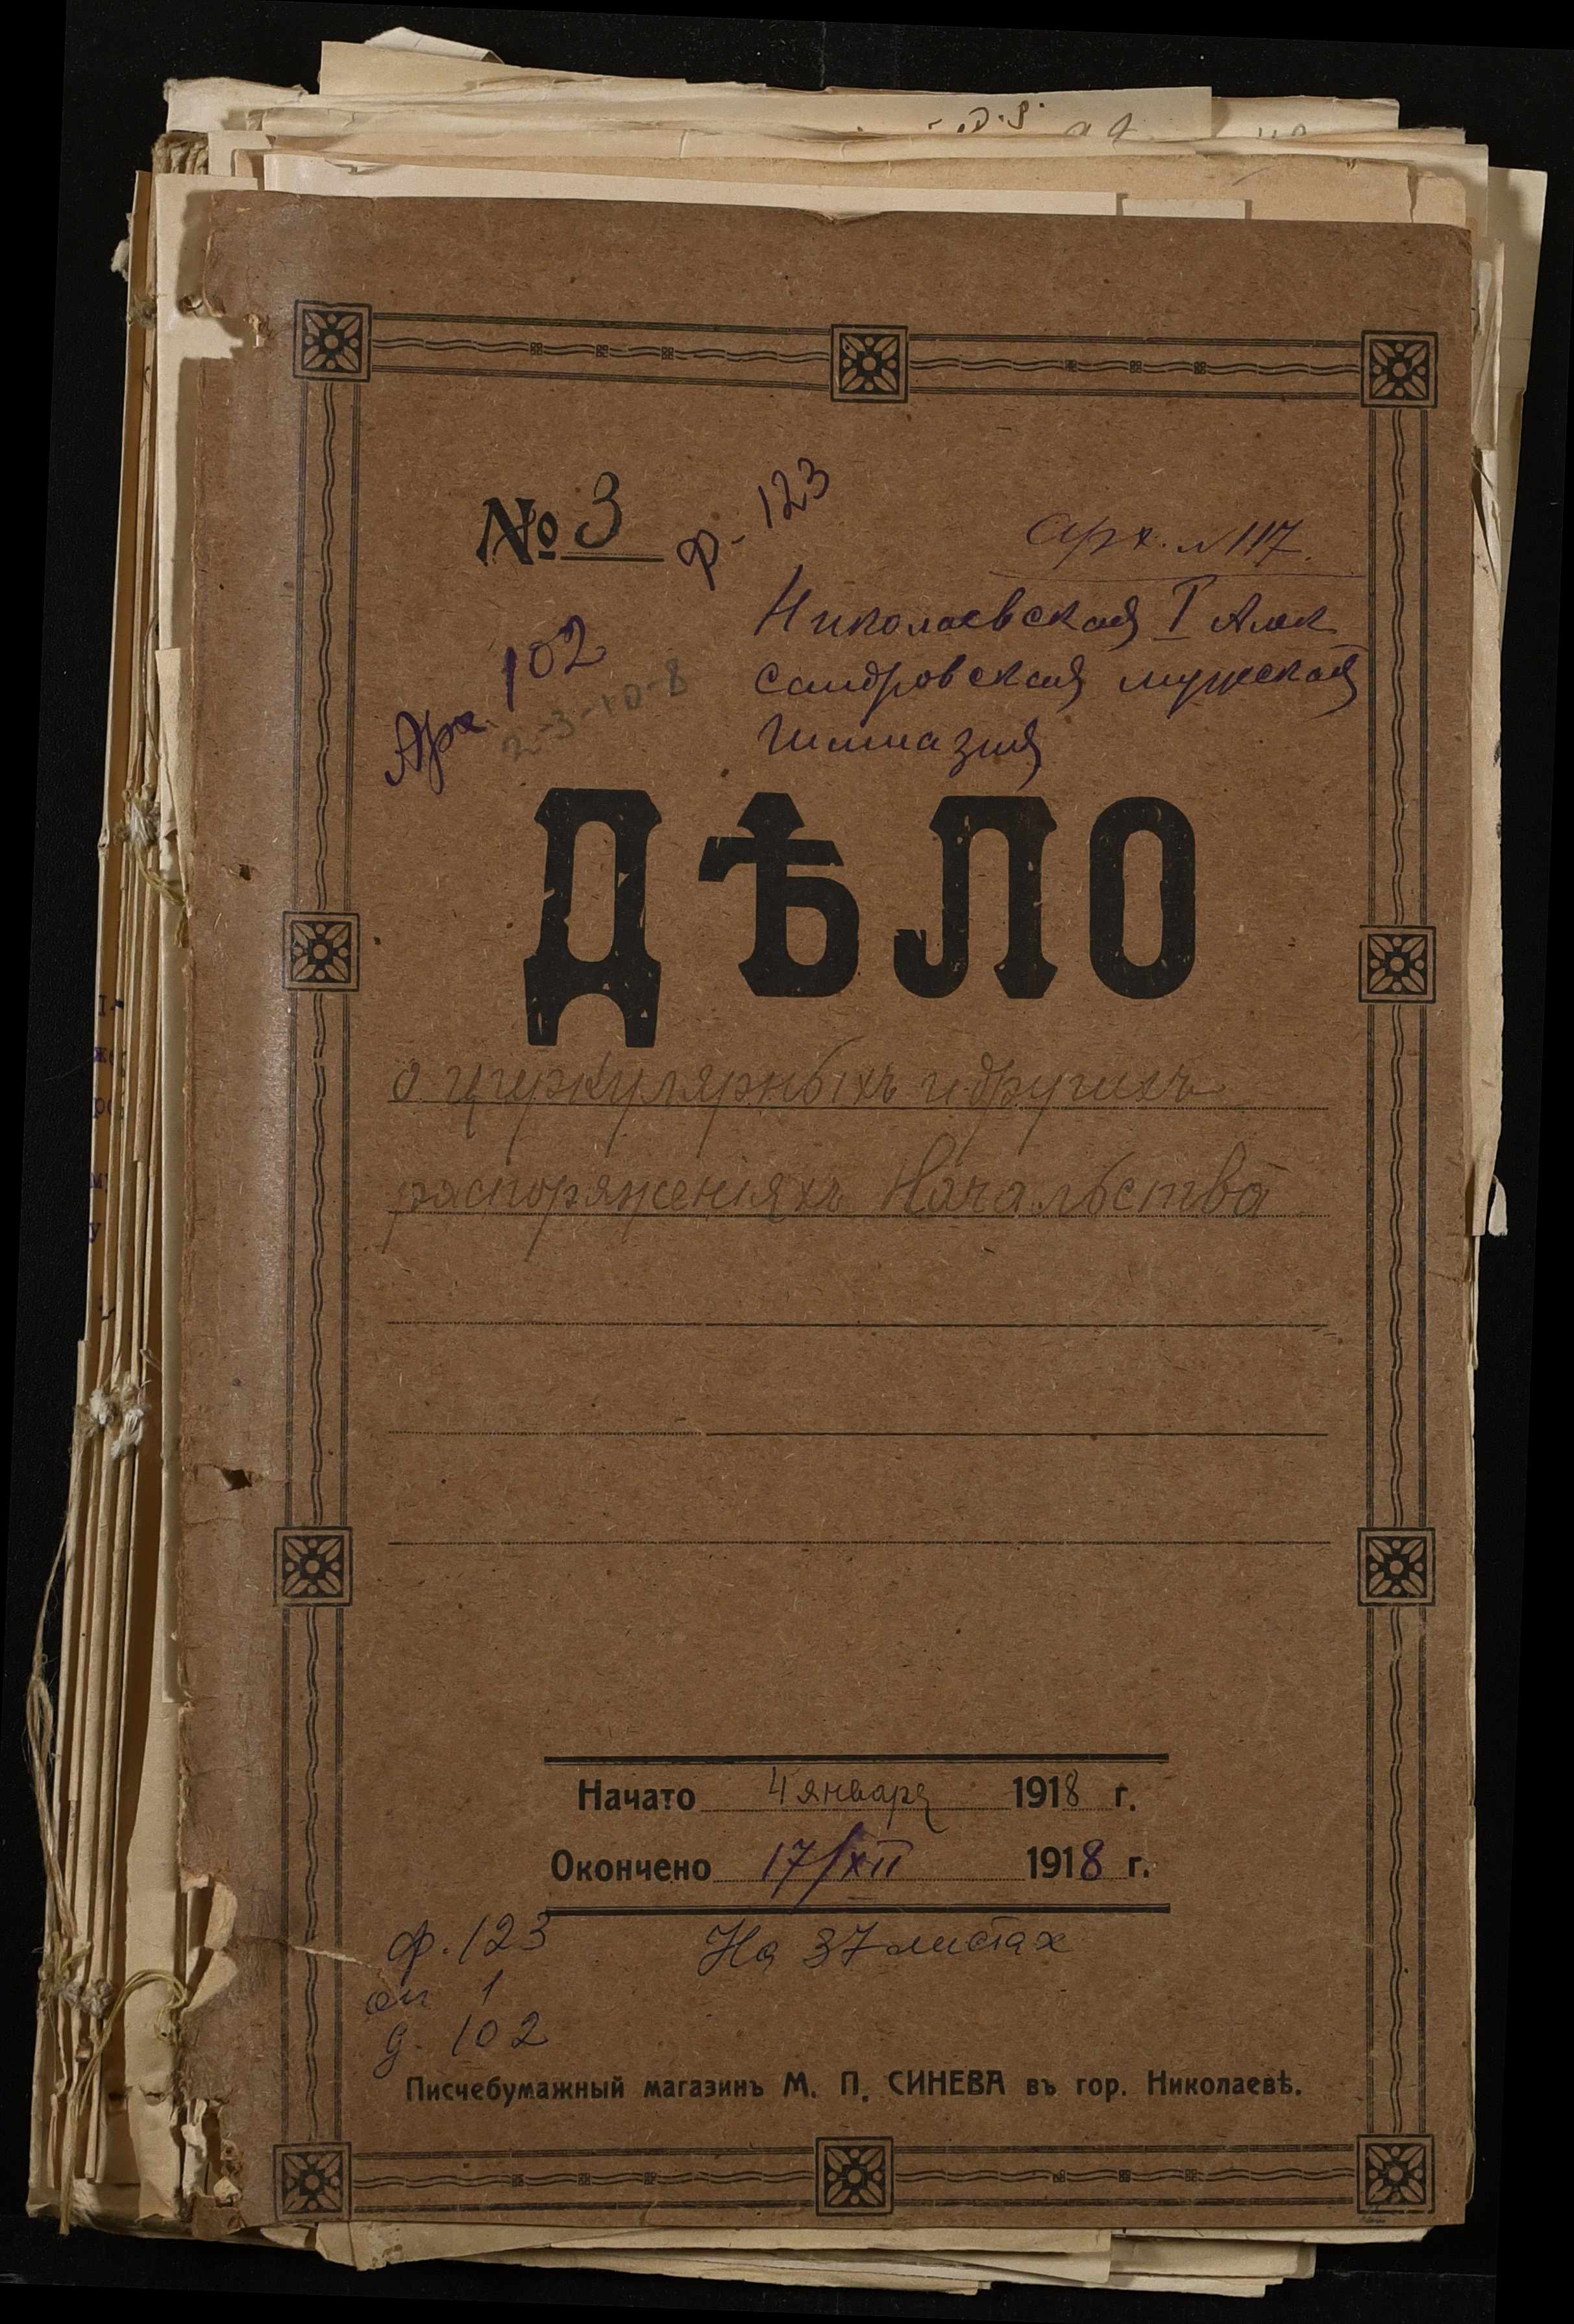 № 3
ф- 123
арх. № 117.
Николаевская I Алек
сандровская мужская
гимназия
Арх. 102
2-3-10-8
ДѢЛО
о циркулярныхъ и другихъ
распоряженіяхъ Начальства
Начато 4 января 1918 г.
Окончено 17/XII 1918 г.
ф. 123
На 37 листах
оп 1
д. 102
Писчебумажный магазинъ М. П. СИНЕВА въ гор. Николаевѣ.